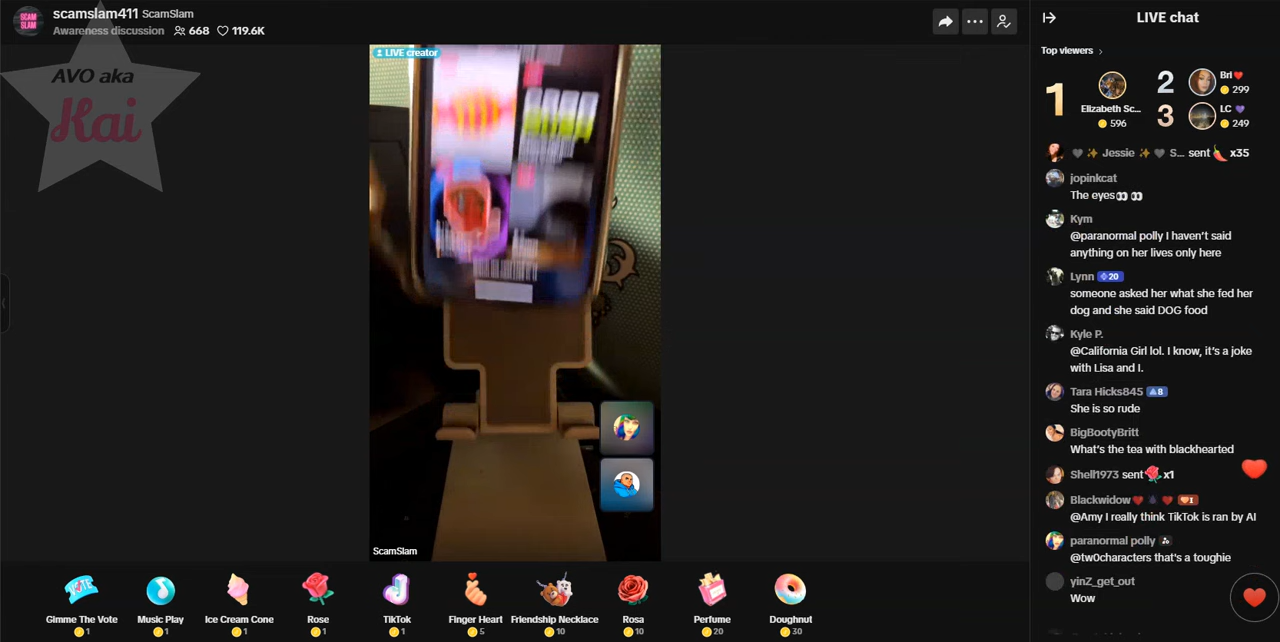 scamslam411 ScamSlam
Awareness discussion 668 119.6K
SCAM
SLAM
AVO aka
Kai
LIVE creator
ScamSlam
Gimme The Vote
1
Music Play
1
Ice Cream Cone
1
Rose
1
TikTok
1
Finger Heart
5
Friendship Necklace
10
Rosa
10
Perfume
20
Doughnut
30
LIVE chat
Top viewers >
1
Elizabeth Sc...
596
2
Bri
299
3
LC
249
Jessie S... sent x35
jopinkcat
The eyes
Kym
@paranormal polly I haven't said
anything on her lives only here
Lynn 20
someone asked her what she fed her
dog and she said DOG food
Kyle P.
@California Girl lol. I know, it's a joke
with Lisa and I.
Tara Hicks845 8
She is so rude
BigBootyBritt
What's the tea with blackhearted
Shell1973 sent x1
Blackwidow I
@Amy I really think TikTok is ran by AI
paranormal polly
@tw0characters that's a toughie
yinZ_get_out
Wow